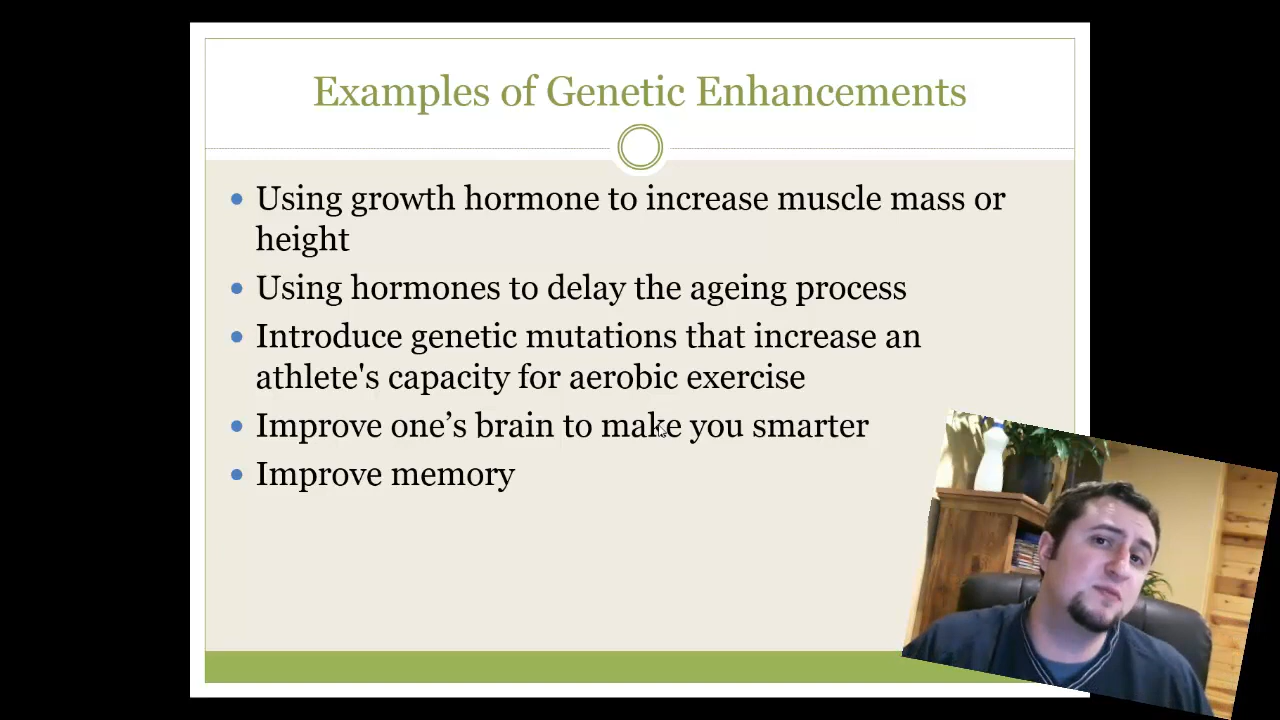 Examples of Genetic Enhancements
• Using growth hormone to increase muscle mass or
height
• Using hormones to delay the ageing process
• Introduce genetic mutations that increase an
athlete's capacity for aerobic exercise
• Improve one’s brain to make you smarter
• Improve memory